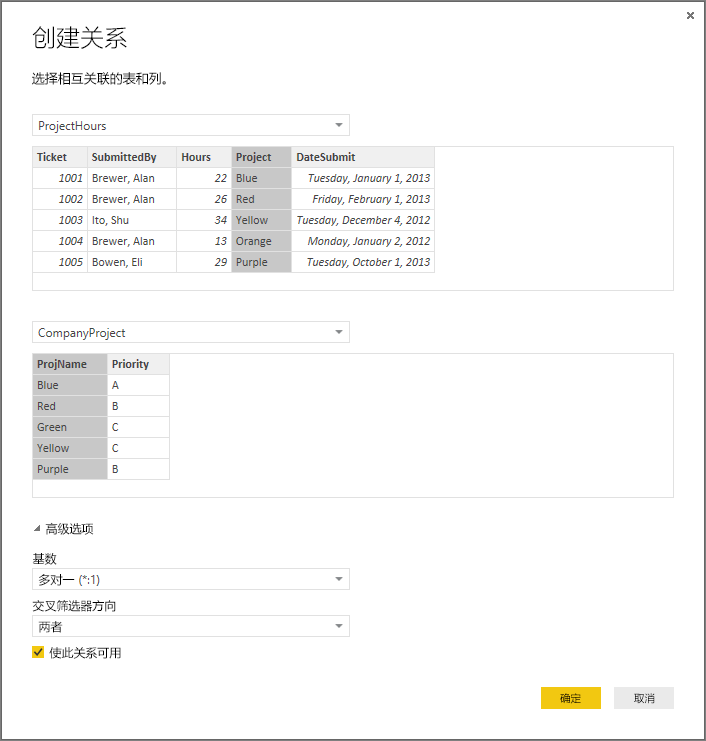 创建关系
选择相互关联的表和列。
ProjectHours
Ticket SubmittedBy Hours Project DateSubmit
1001 Brewer, Alan 22 Blue Tuesday, January 1, 2013
1002 Brewer, Alan 26 Red Friday, February 1, 2013
1003 Ito, Shu 34 Yellow Tuesday, December 4, 2012
1004 Brewer, Alan 13 Orange Monday, January 2, 2012
1005 Bowen, Eli 29 Purple Tuesday, October 1, 2013
CompanyProject
ProjName Priority
Blue A
Red B
Green C
Yellow C
Purple B
高级选项
基数
多对一 (*:1)
交叉筛选器方向
两者
使此关系可用
确定 取消